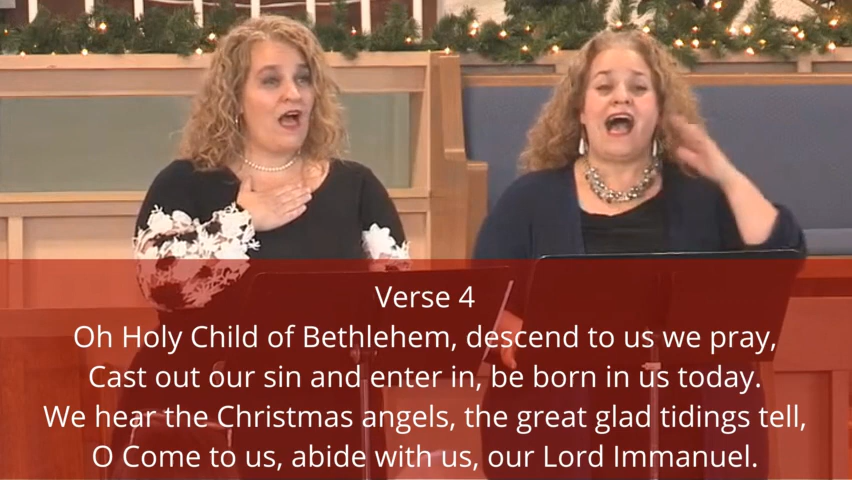 Verse 4
Oh Holy Child of Bethlehem, descend to us we pray,
Cast out our sin and enter in, be born in us today.
We hear the Christmas angels, the great glad tidings tell,
O Come to us, abide with us, our Lord Immanuel.